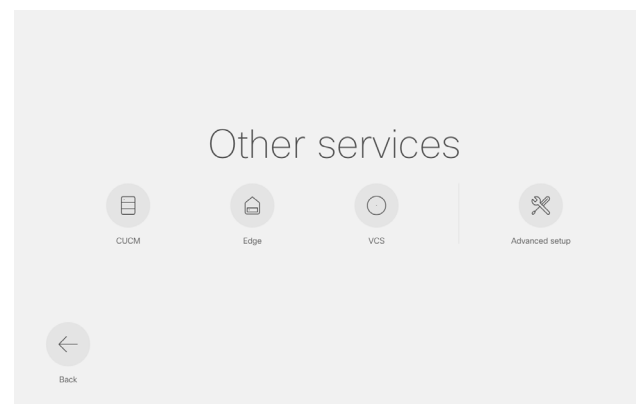 Other services
CUCM
Edge
VCS
Advanced setup
Back